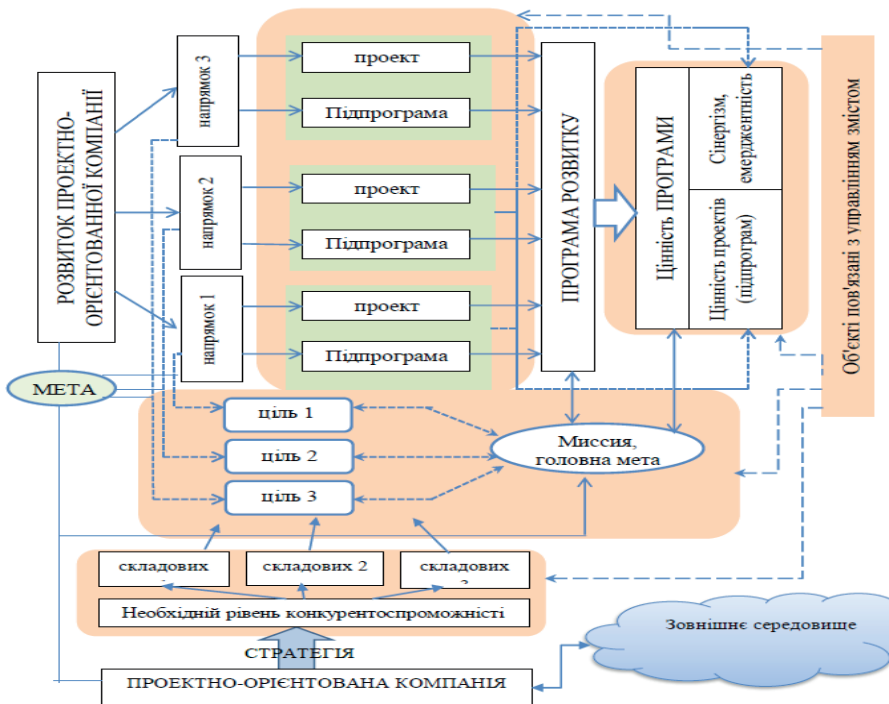 РОЗВИТОК ПРОЕКТНО-
ОРІЄНТОВАННОЇ КОМПАНІЇ
напрямок 3
напрямок 2
напрямок 1
проект
Підпрограма
проект
Підпрограма
проект
Підпрограма
ПРОГРАМА РОЗВИТКУ
Цінність ПРОГРАМИ
Сінергізм,
емерджентність
Цінність проектів
(підпрограм)
Об'єкті пов'язані з управлінням змістом
МЕТА
ціль 1
ціль 2
ціль 3
Миссия,
головна мета
складових
складових 2
складових
Необхідній рівень конкурентоспроможністі
СТРАТЕГІЯ
ПРОЕКТНО-ОРІЄНТОВАНА КОМПАНІЯ
Зовнішнє середовище